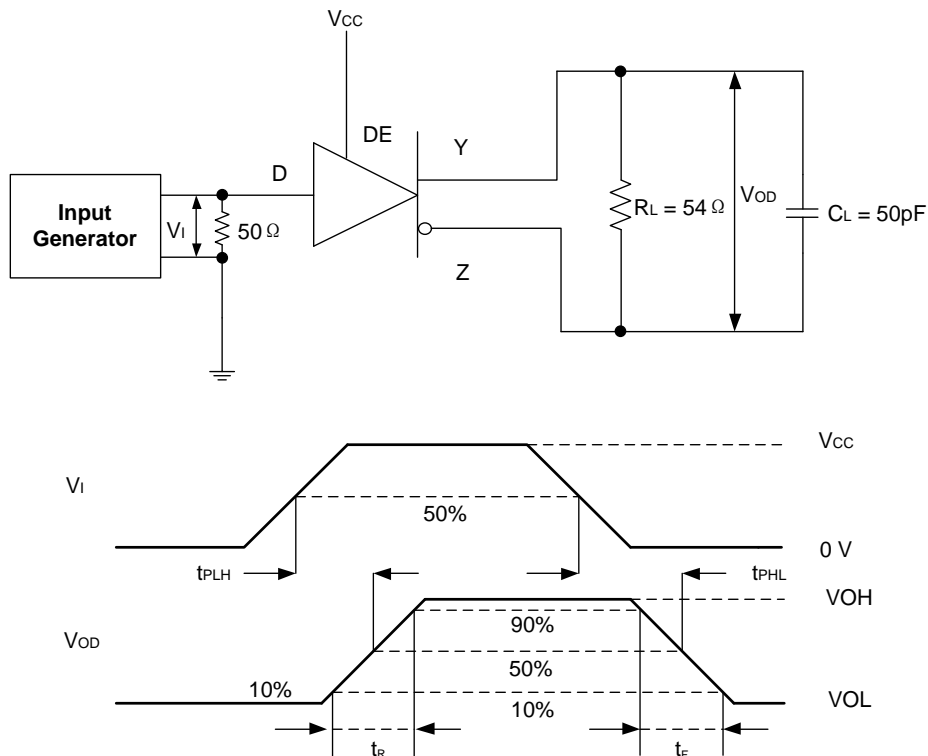 VCC
DE
D
Y
Input
Generator
VI
50 Ω
RL = 54 Ω
VOD
CL = 50pF
Z
VCC
VI
50%
0 V
tPLH
tPHL
VOH
90%
VOD
50%
10%
10%
VOL
tR
tF